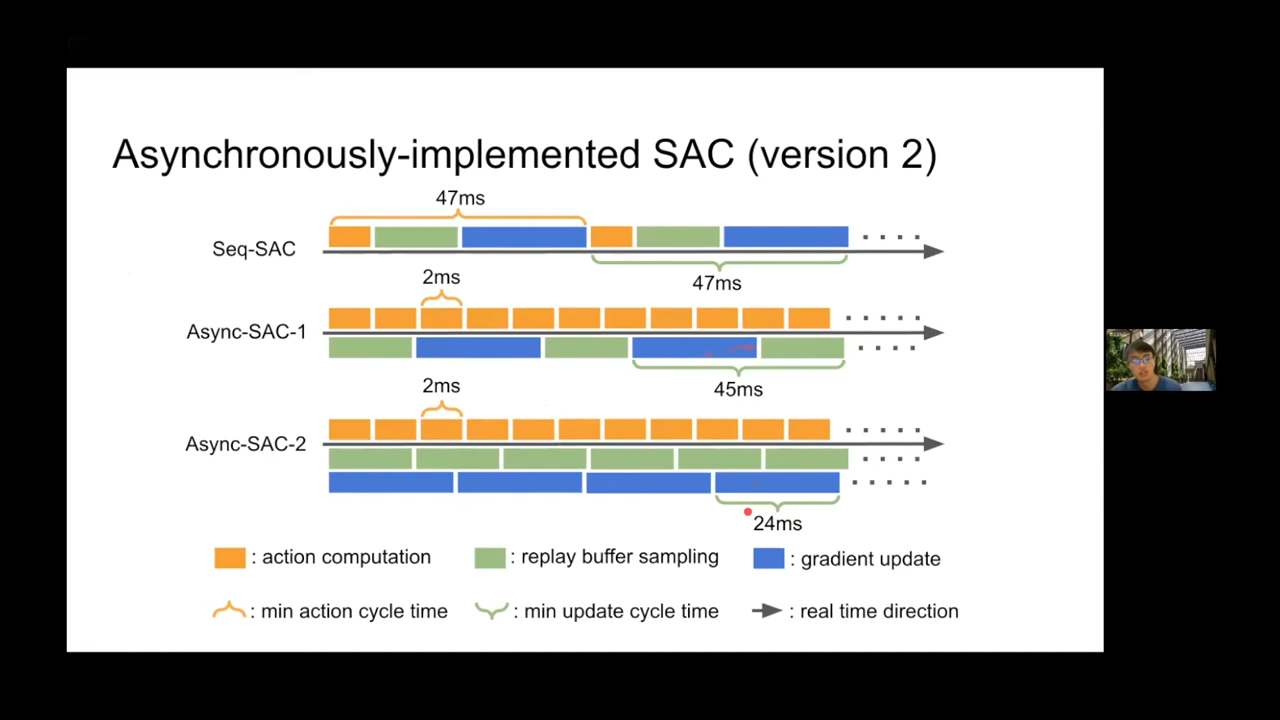 Asynchronously-implemented SAC (version 2)
47ms
Seq-SAC
47ms
2ms
Async-SAC-1
45ms
2ms
Async-SAC-2
24ms
: action computation : replay buffer sampling : gradient update
: min action cycle time : min update cycle time : real time direction